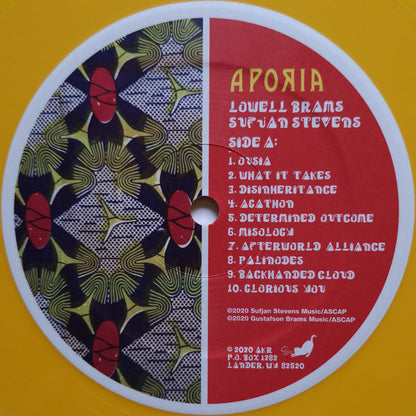 APORIA
LOWELL BRAMS
SUFJAN STEVENS
SIDE A:
1. OUSIA
2. WHAT IT TAKES
3. DISINHERITANCE
4. AGATHON
5. DETERMINED OUTCOME
6. MISOLOGY
7. AFTERWORLD ALLIANCE
8. PALINODES
9. BACKHANDED CLOUD
10. GLORIOUS YOU
©2020 Sufjan Stevens Music/ASCAP
©2020 Gustafson Brams Music/ASCAP
© 2020 AKR
P.O. BOX 1282
LANDER, WY 82520